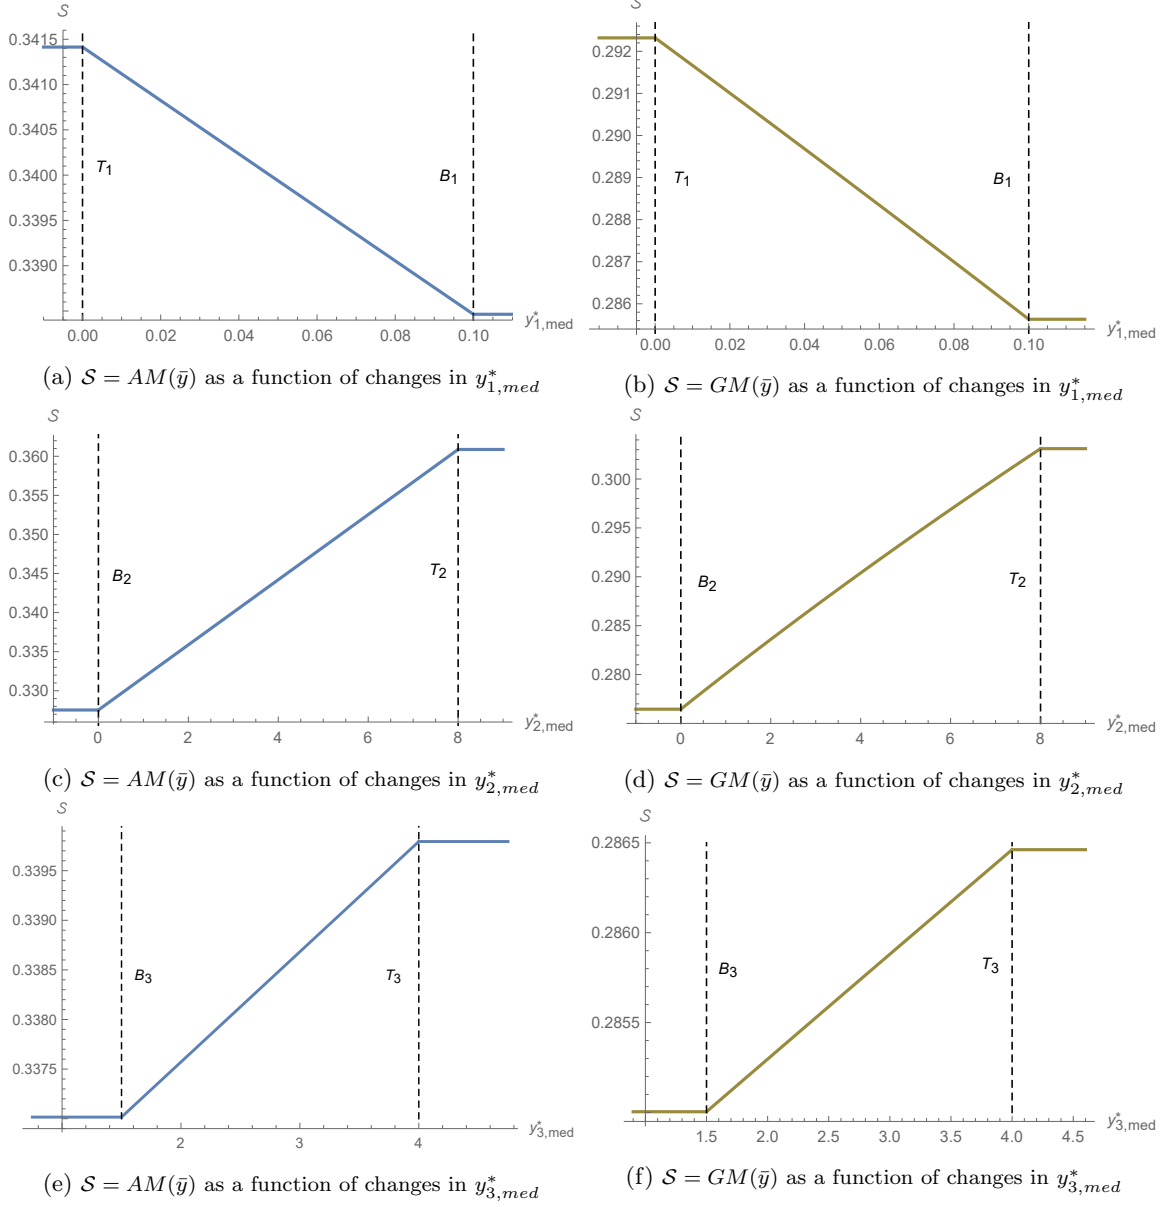 S
0.3415
0.3410
0.3405
0.3400
0.3395
0.3390
T1
B1
0.00 0.02 0.04 0.06 0.08 0.10
y*1,med
(a) S = AM(ȳ) as a function of changes in y*1,med
S
0.292
0.291
0.290
0.289
0.288
0.287
0.286
T1
B1
0.00 0.02 0.04 0.06 0.08 0.10
y*1,med
(b) S = GM(ȳ) as a function of changes in y*1,med
S
0.360
0.355
0.350
0.345
0.340
0.335
0.330
B2
T2
0 2 4 6 8
y*2,med
(c) S = AM(ȳ) as a function of changes in y*2,med
S
0.300
0.295
0.290
0.285
0.280
B2
T2
0 2 4 6 8
y*2,med
(d) S = GM(ȳ) as a function of changes in y*2,med
S
0.3395
0.3390
0.3385
0.3380
0.3375
B3
T3
2 3 4
y*3,med
(e) S = AM(ȳ) as a function of changes in y*3,med
S
0.2865
0.2860
0.2855
B3
T3
1.5 2.0 2.5 3.0 3.5 4.0 4.5
y*3,med
(f) S = GM(ȳ) as a function of changes in y*3,med